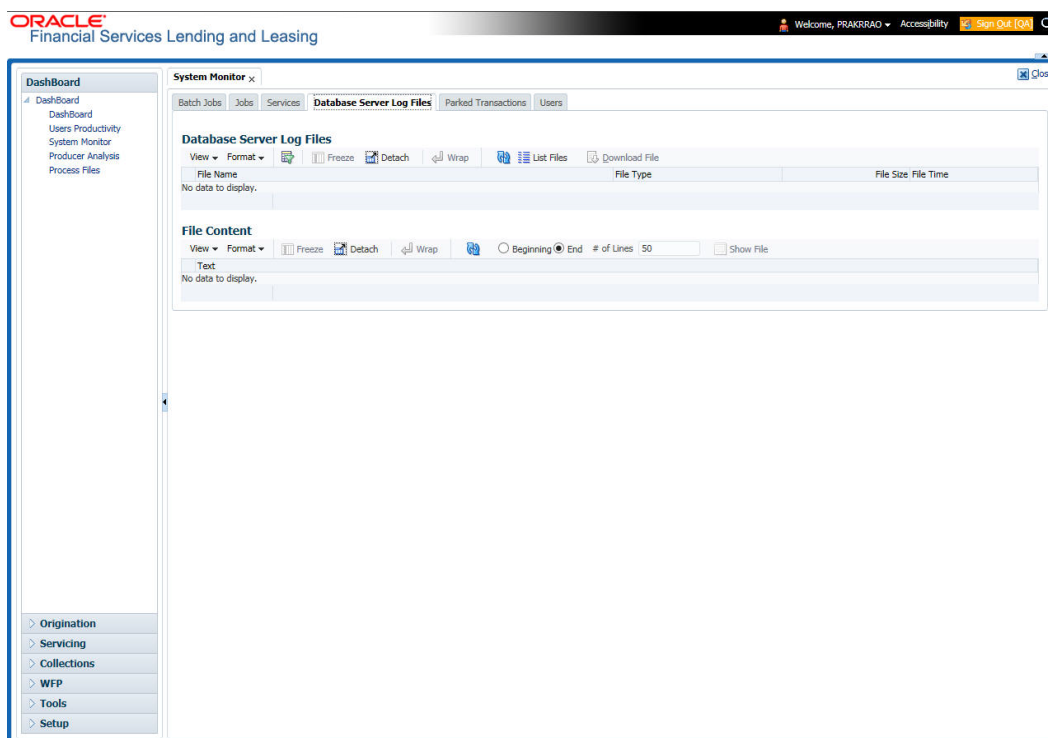 ORACLE
Financial Services Lending and Leasing
Welcome, PRAKRRAO Accessibility Sign Out [QA]
DashBoard
DashBoard
DashBoard
Users Productivity
System Monitor
Producer Analysis
Process Files
Origination
Servicing
Collections
WFP
Tools
Setup
System Monitor x
Clos
Batch Jobs Jobs Services Database Server Log Files Parked Transactions Users
Database Server Log Files
View Format Freeze Detach Wrap List Files Download File
File Name File Type File Size File Time
No data to display.
File Content
View Format Freeze Detach Wrap Beginning End # of Lines 50 Show File
Text
No data to display.